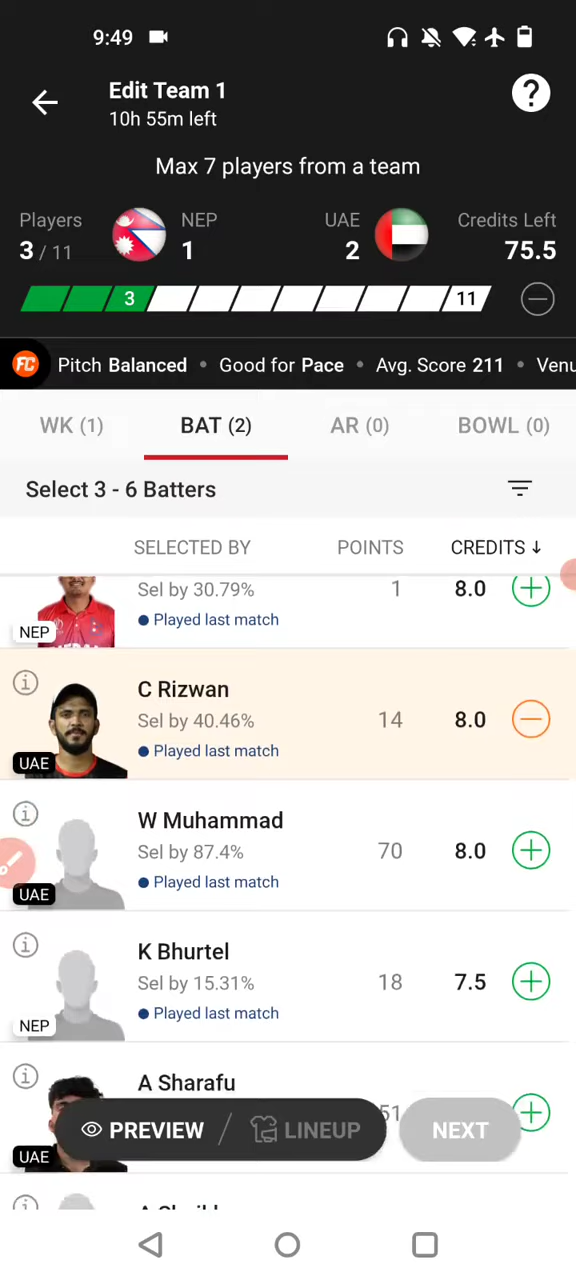 9:49
Edit Team 1
10h 55m left
?
Max 7 players from a team
Players NEP UAE Credits Left
3 / 11 1 2 75.5
3 11
FC Pitch Balanced • Good for Pace • Avg. Score 211 • Venu
WK (1) BAT (2) AR (0) BOWL (0)
Select 3 - 6 Batters
SELECTED BY POINTS CREDITS ↓
Sel by 30.79% 1 8.0
Played last match
NEP
C Rizwan
Sel by 40.46% 14 8.0
Played last match
UAE
W Muhammad
Sel by 87.4% 70 8.0
Played last match
UAE
K Bhurtel
Sel by 15.31% 18 7.5
Played last match
NEP
A Sharafu
51
PREVIEW / LINEUP NEXT
UAE